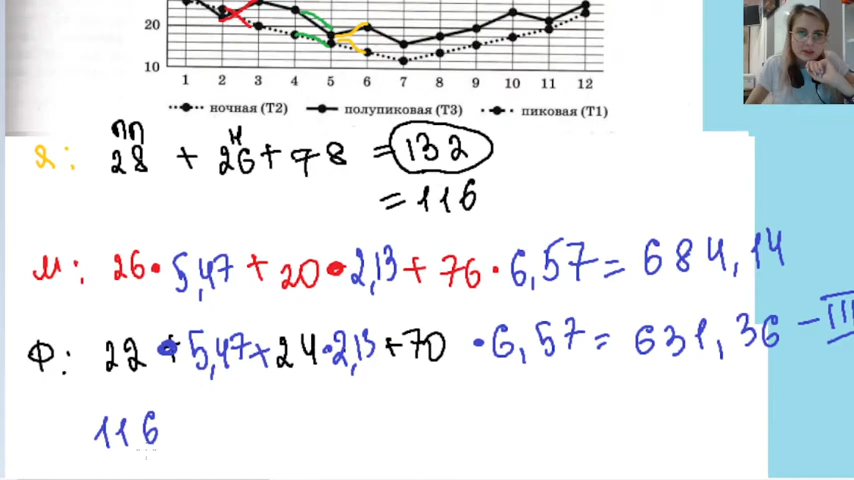 20
10
1 2 3 4 5 6 7 8 9 10 11 12
ночная (Т2) полупиковая (Т3) пиковая (Т1)
пп н
Я: 28 + 26 + 78 = 132
= 116
М: 26 • 5,47 + 20 • 2,13 + 76 • 6,57 = 684,14
Ф: 22 • 5,47 + 24 • 2,13 + 70 • 6,57 = 631,36 – III
116